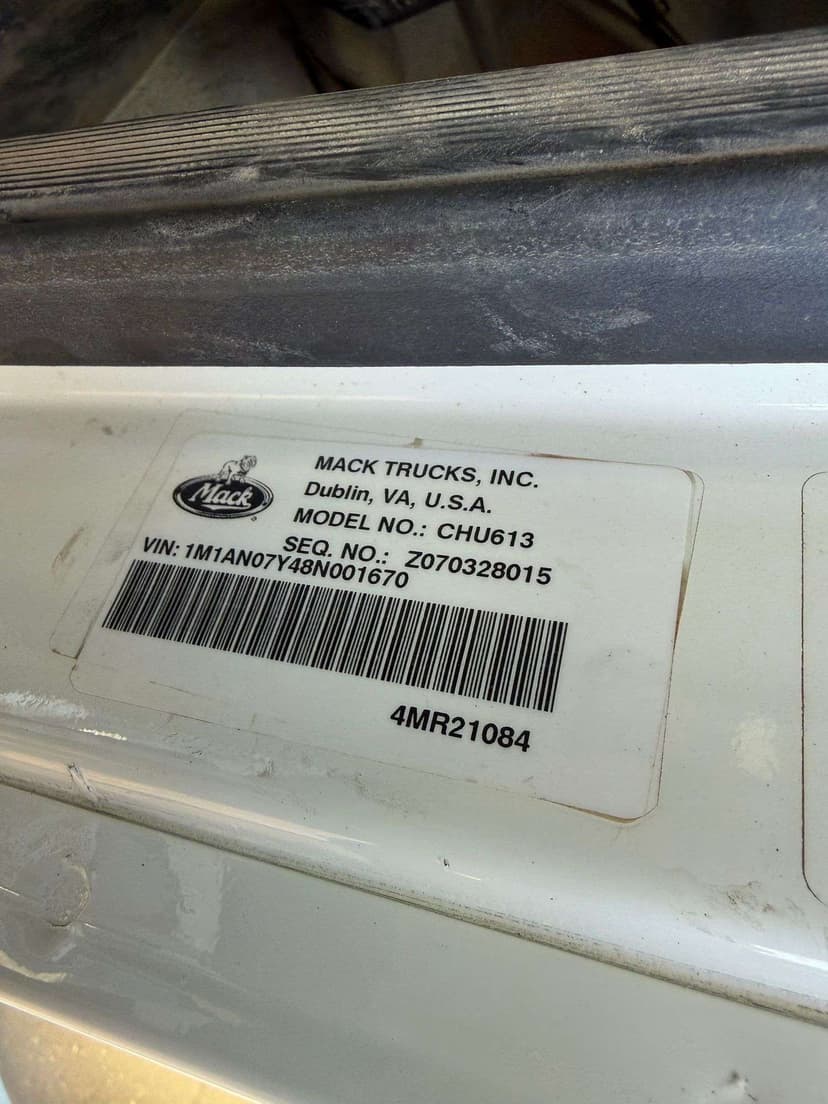 Mack
MACK TRUCKS, INC.
Dublin, VA, U.S.A.
MODEL NO.: CHU613
SEQ. NO.: Z070328015
VIN: 1M1AN07Y48N001670
4MR21084